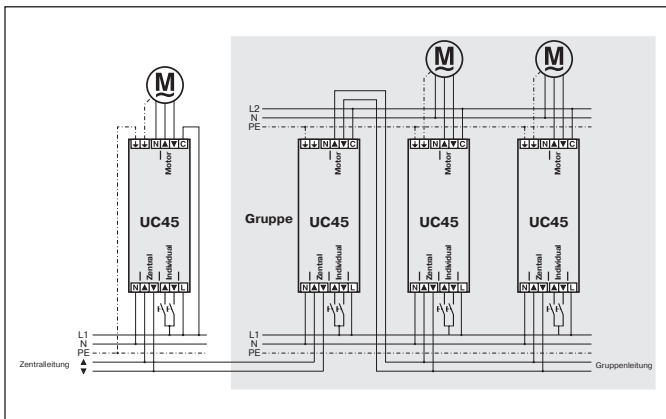 M
M
M
L2
N
PE
N ▲ ▼ C
Motor
UC45
Zentral
Individual
N ▲ ▼ ▲ ▼ L
Gruppe
N ▲ ▼ C
Motor
UC45
Zentral
Individual
N ▲ ▼ ▲ ▼ L
N ▲ ▼ C
Motor
UC45
Zentral
Individual
N ▲ ▼ ▲ ▼ L
N ▲ ▼ C
Motor
UC45
Zentral
Individual
N ▲ ▼ ▲ ▼ L
L1
N
PE
Zentralleitung ▲ ▼
L1
N
PE
Gruppenleitung